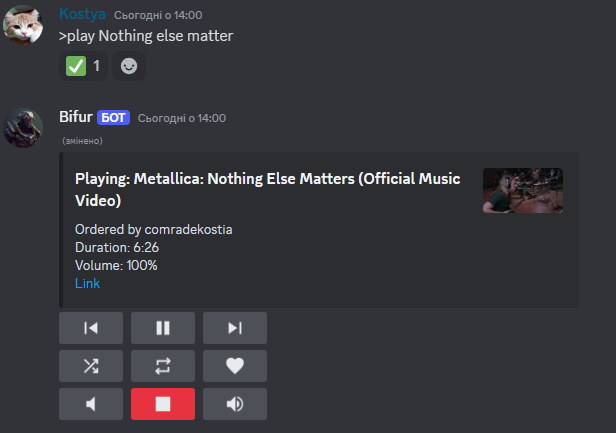 Kostya Сьогодні о 14:00
>play Nothing else matter
1
Bifur БОТ Сьогодні о 14:00
(змінено)
Playing: Metallica: Nothing Else Matters (Official Music
Video)
Ordered by comradekostia
Duration: 6:26
Volume: 100%
Link